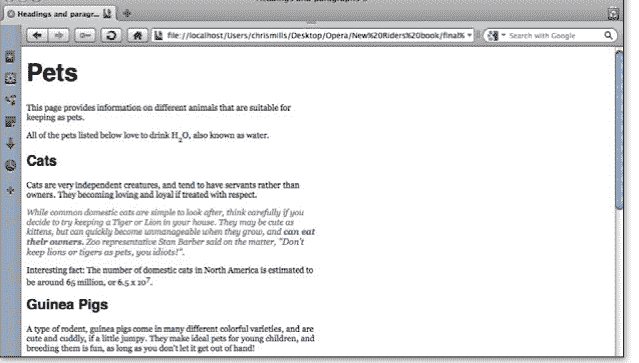 Headings and paragr...
file://localhost/Users/chrismills/Desktop/Opera/New%20Riders%20book/final%
Search with Google
Pets
This page provides information on different animals that are suitable for
keeping as pets.
All of the pets listed below love to drink H2O, also known as water.
Cats
Cats are very independent creatures, and tend to have servants rather than
owners. They becoming loving and loyal if treated with respect.
While common domestic cats are simple to look after, think carefully if you
decide to try keeping a Tiger or Lion in your house. They may be cute as
kittens, but can quickly become unmanageable when they grow, and can eat
their owners. Zoo representative Stan Barber said on the matter, "Don't
keep lions or tigers as pets, you idiots!".
Interesting fact: The number of domestic cats in North America is estimated to
be around 65 million, or 6.5 x 10⁷.
Guinea Pigs
A type of rodent, guinea pigs come in many different colorful varieties, and are
cute and cuddly, if a little jumpy. They make ideal pets for young children, and
breeding them is fun, as long as you don't let it get out of hand!